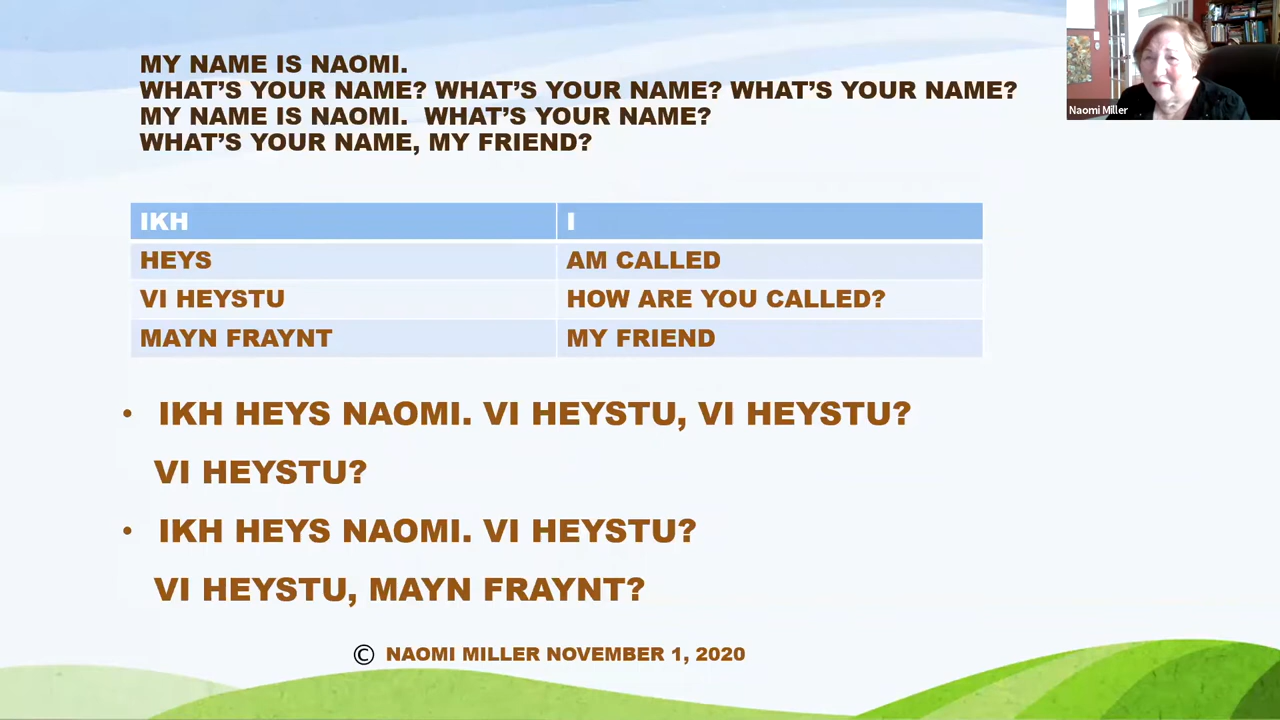 MY NAME IS NAOMI.
WHAT'S YOUR NAME? WHAT'S YOUR NAME? WHAT'S YOUR NAME?
MY NAME IS NAOMI.  WHAT'S YOUR NAME?
WHAT'S YOUR NAME, MY FRIEND?
Naomi Miller
IKH I
HEYS AM CALLED
VI HEYSTU HOW ARE YOU CALLED?
MAYN FRAYNT MY FRIEND
• IKH HEYS NAOMI. VI HEYSTU, VI HEYSTU?
VI HEYSTU?
• IKH HEYS NAOMI. VI HEYSTU?
VI HEYSTU, MAYN FRAYNT?
© NAOMI MILLER NOVEMBER 1, 2020